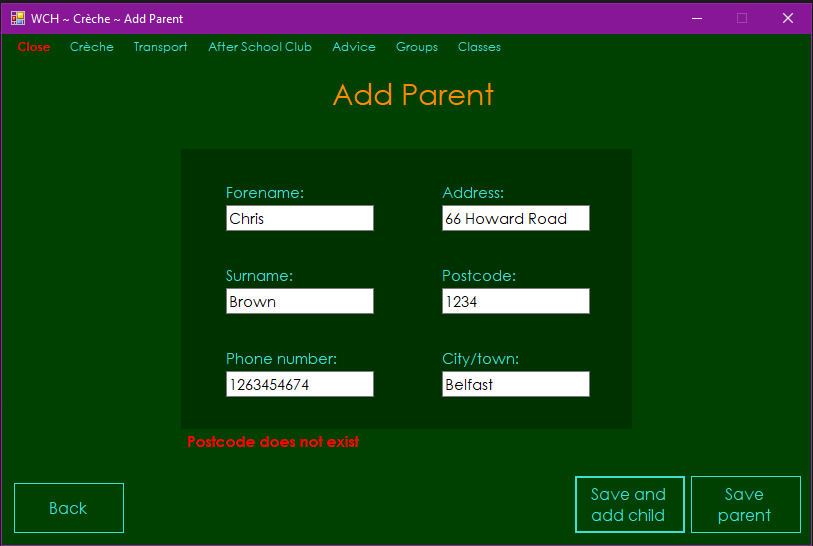 WCH ~ Crèche ~ Add Parent
Close Crèche Transport After School Club Advice Groups Classes
Add Parent
Forename: Address:
Chris 66 Howard Road
Surname: Postcode:
Brown 1234
Phone number: City/town:
1263454674 Belfast
Postcode does not exist
Back
Save and
add child
Save
parent